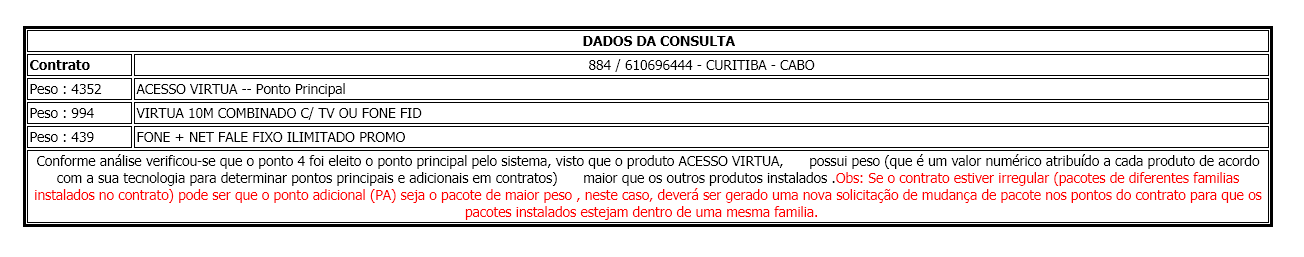 DADOS DA CONSULTA
Contrato 884 / 610696444 - CURITIBA - CABO
Peso : 4352 ACESSO VIRTUA -- Ponto Principal
Peso : 994 VIRTUA 10M COMBINADO C/ TV OU FONE FID
Peso : 439 FONE + NET FALE FIXO ILIMITADO PROMO
Conforme análise verificou-se que o ponto 4 foi eleito o ponto principal pelo sistema, visto que o produto ACESSO VIRTUA, possui peso (que é um valor numérico atribuído a cada produto de acordo
com a sua tecnologia para determinar pontos principais e adicionais em contratos) maior que os outros produtos instalados .Obs: Se o contrato estiver irregular (pacotes de diferentes familias
instalados no contrato) pode ser que o ponto adicional (PA) seja o pacote de maior peso , neste caso, deverá ser gerado uma nova solicitação de mudança de pacote nos pontos do contrato para que os
pacotes instalados estejam dentro de uma mesma familia.